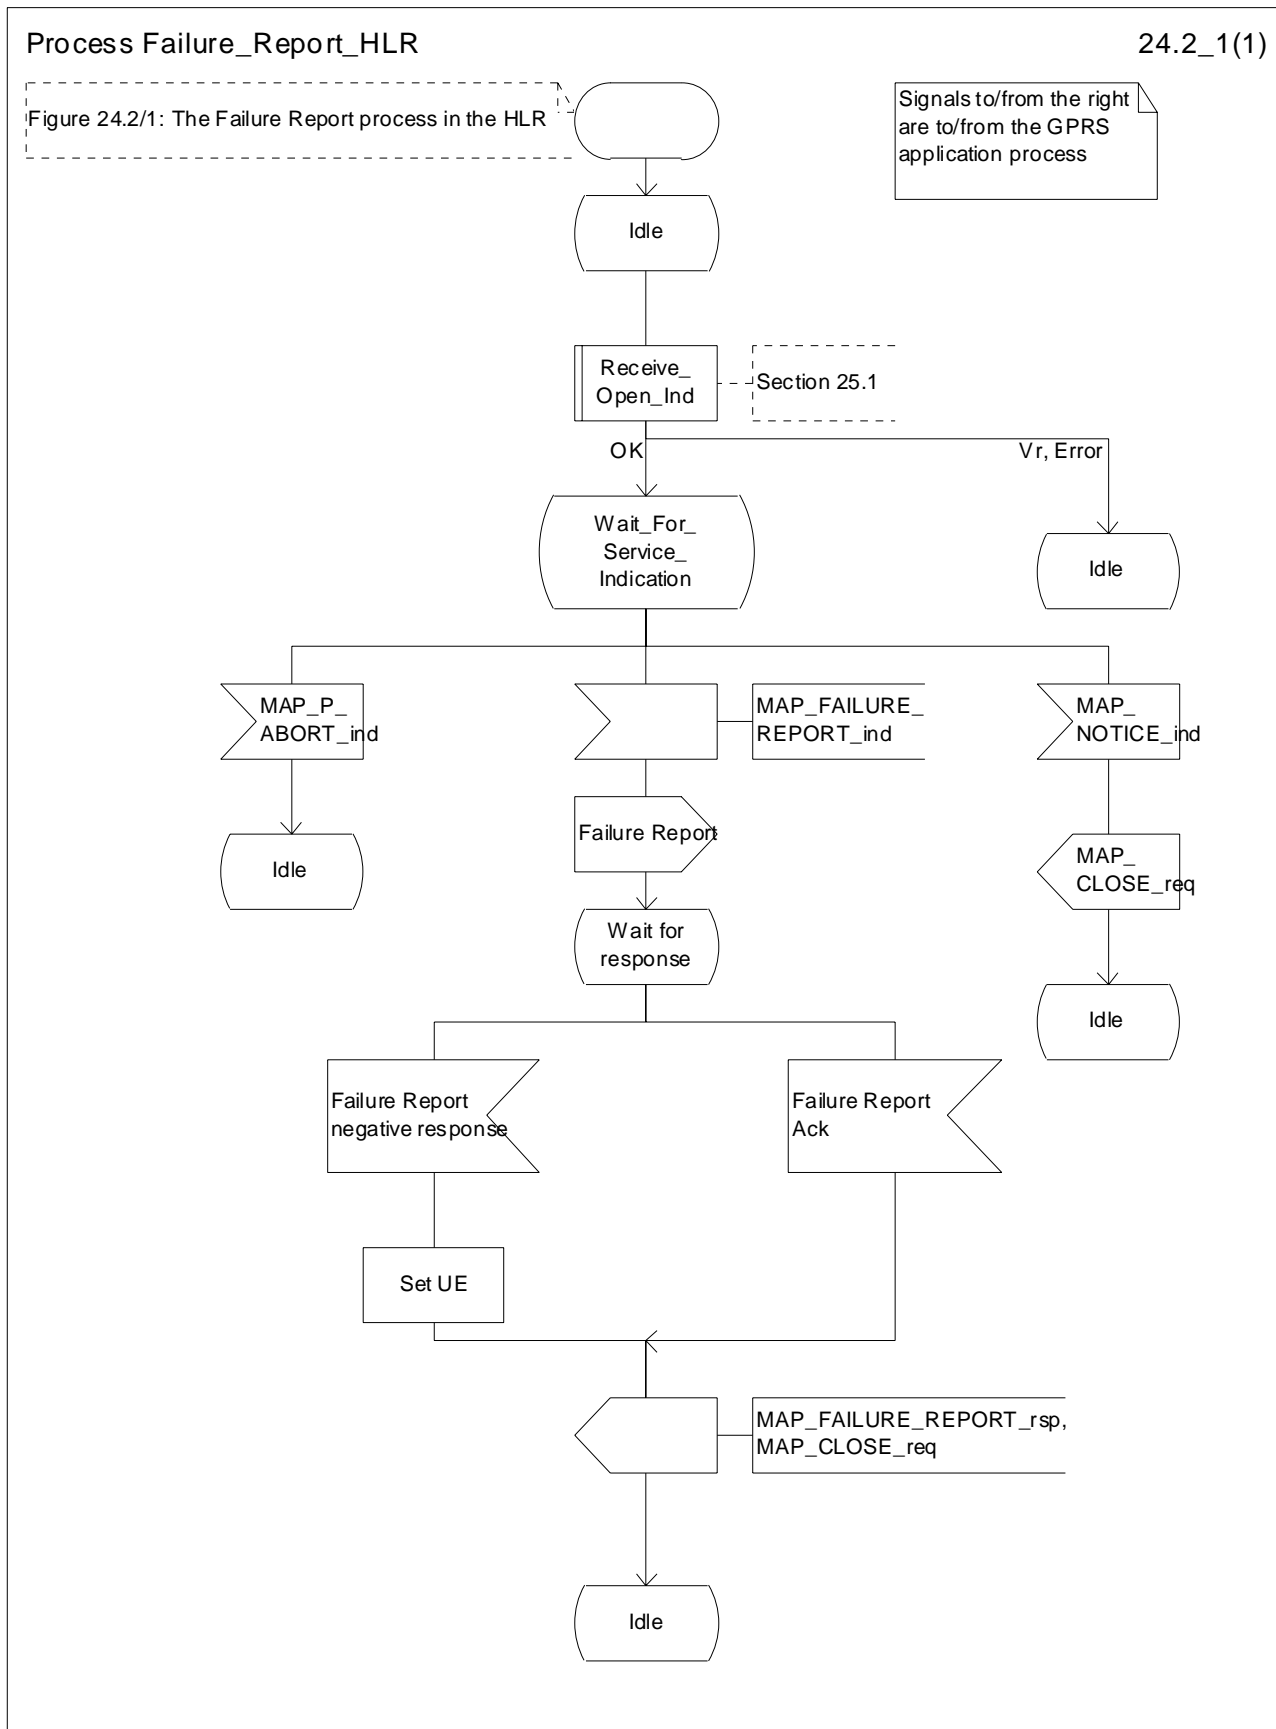 Process Failure_Report_HLR
24.2_1(1)
Figure 24.2/1: The Failure Report process in the HLR
Signals to/from the right
are to/from the GPRS
application process
Idle
Receive_
Open_Ind
Section 25.1
OK
Vr, Error
Wait_For_
Service_
Indication
Idle
MAP_P_
ABORT_ind
MAP_FAILURE_
REPORT_ind
MAP_
NOTICE_ind
Failure Report
Idle
MAP_
CLOSE_req
Wait for
response
Idle
Failure Report
negative response
Failure Report
Ack
Set UE
MAP_FAILURE_REPORT_rsp,
MAP_CLOSE_req
Idle